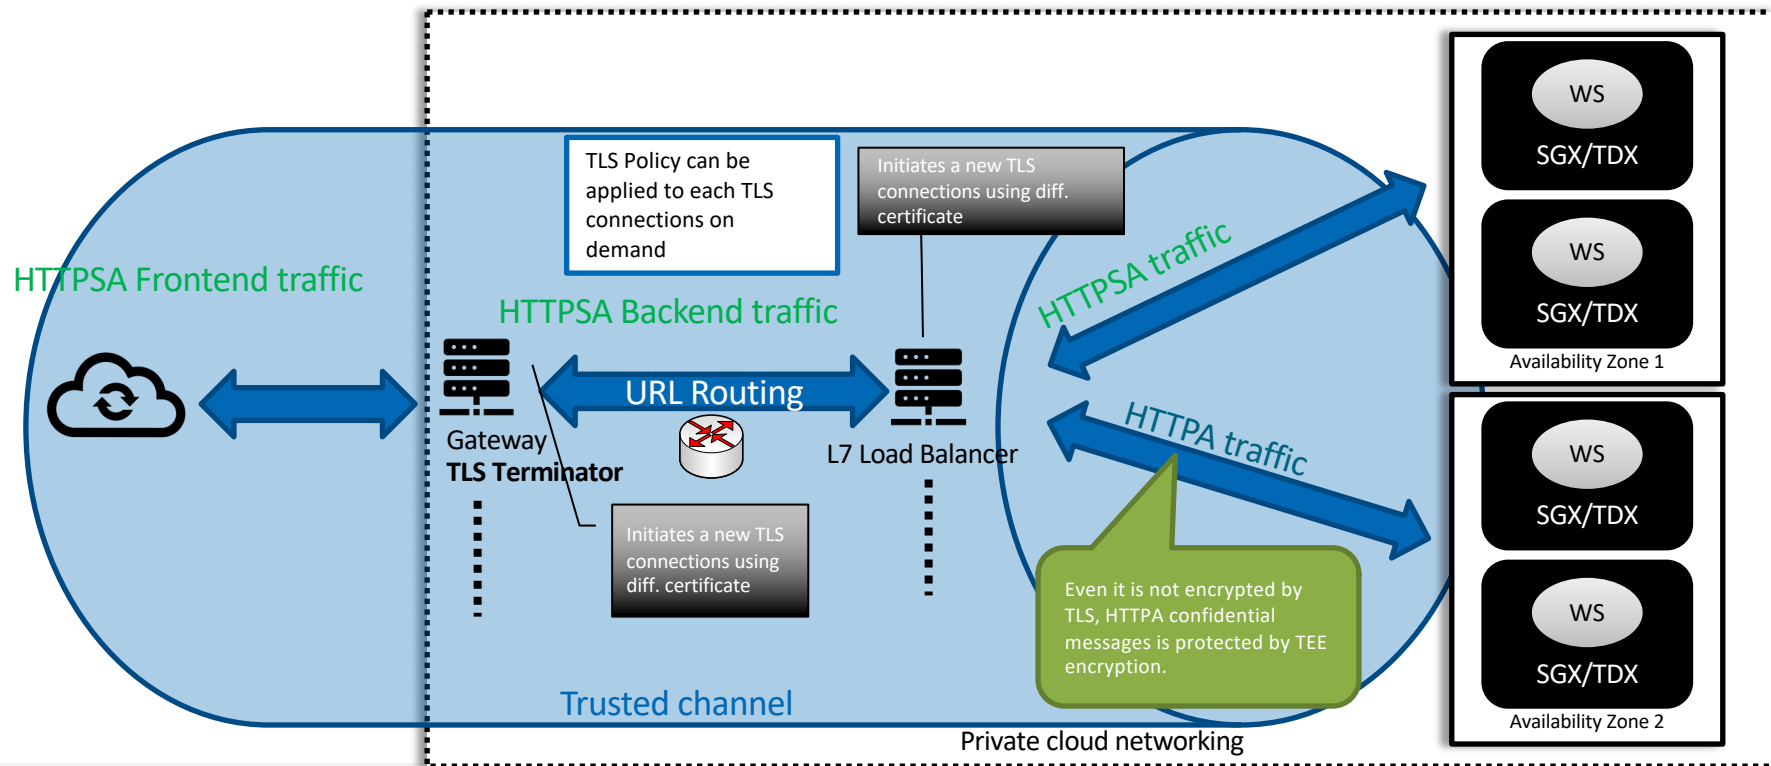 WS
SGX/TDX
WS
SGX/TDX
Availability Zone 1
TLS Policy can be
applied to each TLS
connections on
demand
Initiates a new TLS
connections using diff.
certificate
HTTPSA traffic
HTTPSA Frontend traffic
HTTPSA Backend traffic
URL Routing
Gateway
TLS Terminator
L7 Load Balancer
HTTPA traffic
Initiates a new TLS
connections using
diff. certificate
Even it is not encrypted by
TLS, HTTPA confidential
messages is protected by TEE
encryption.
WS
SGX/TDX
WS
SGX/TDX
Availability Zone 2
Trusted channel
Private cloud networking